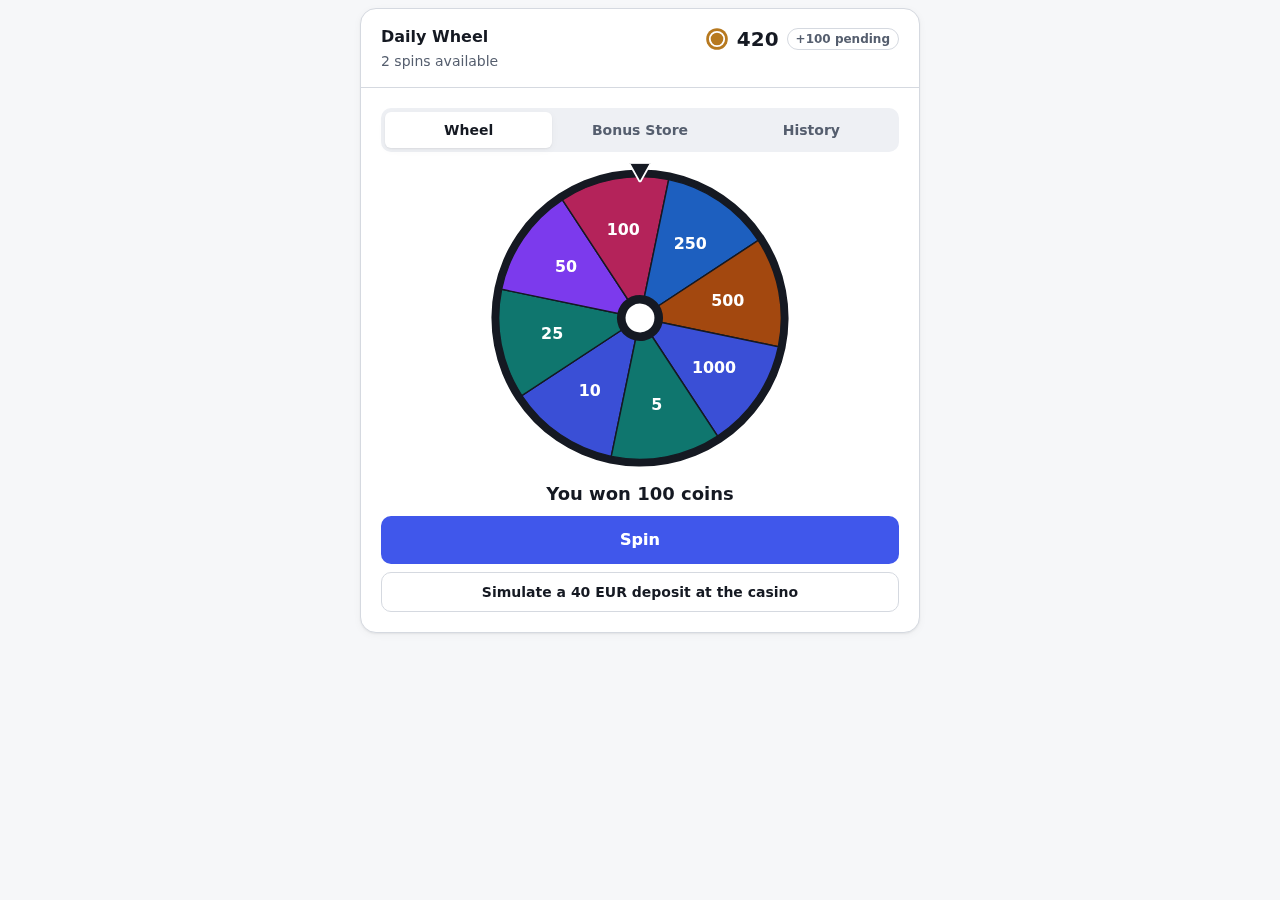 Daily Wheel
2 spins available
420
+100 pending
Wheel
Bonus Store
History
100
250
50
500
25
1000
10
5
You won 100 coins
Spin
Simulate a 40 EUR deposit at the casino